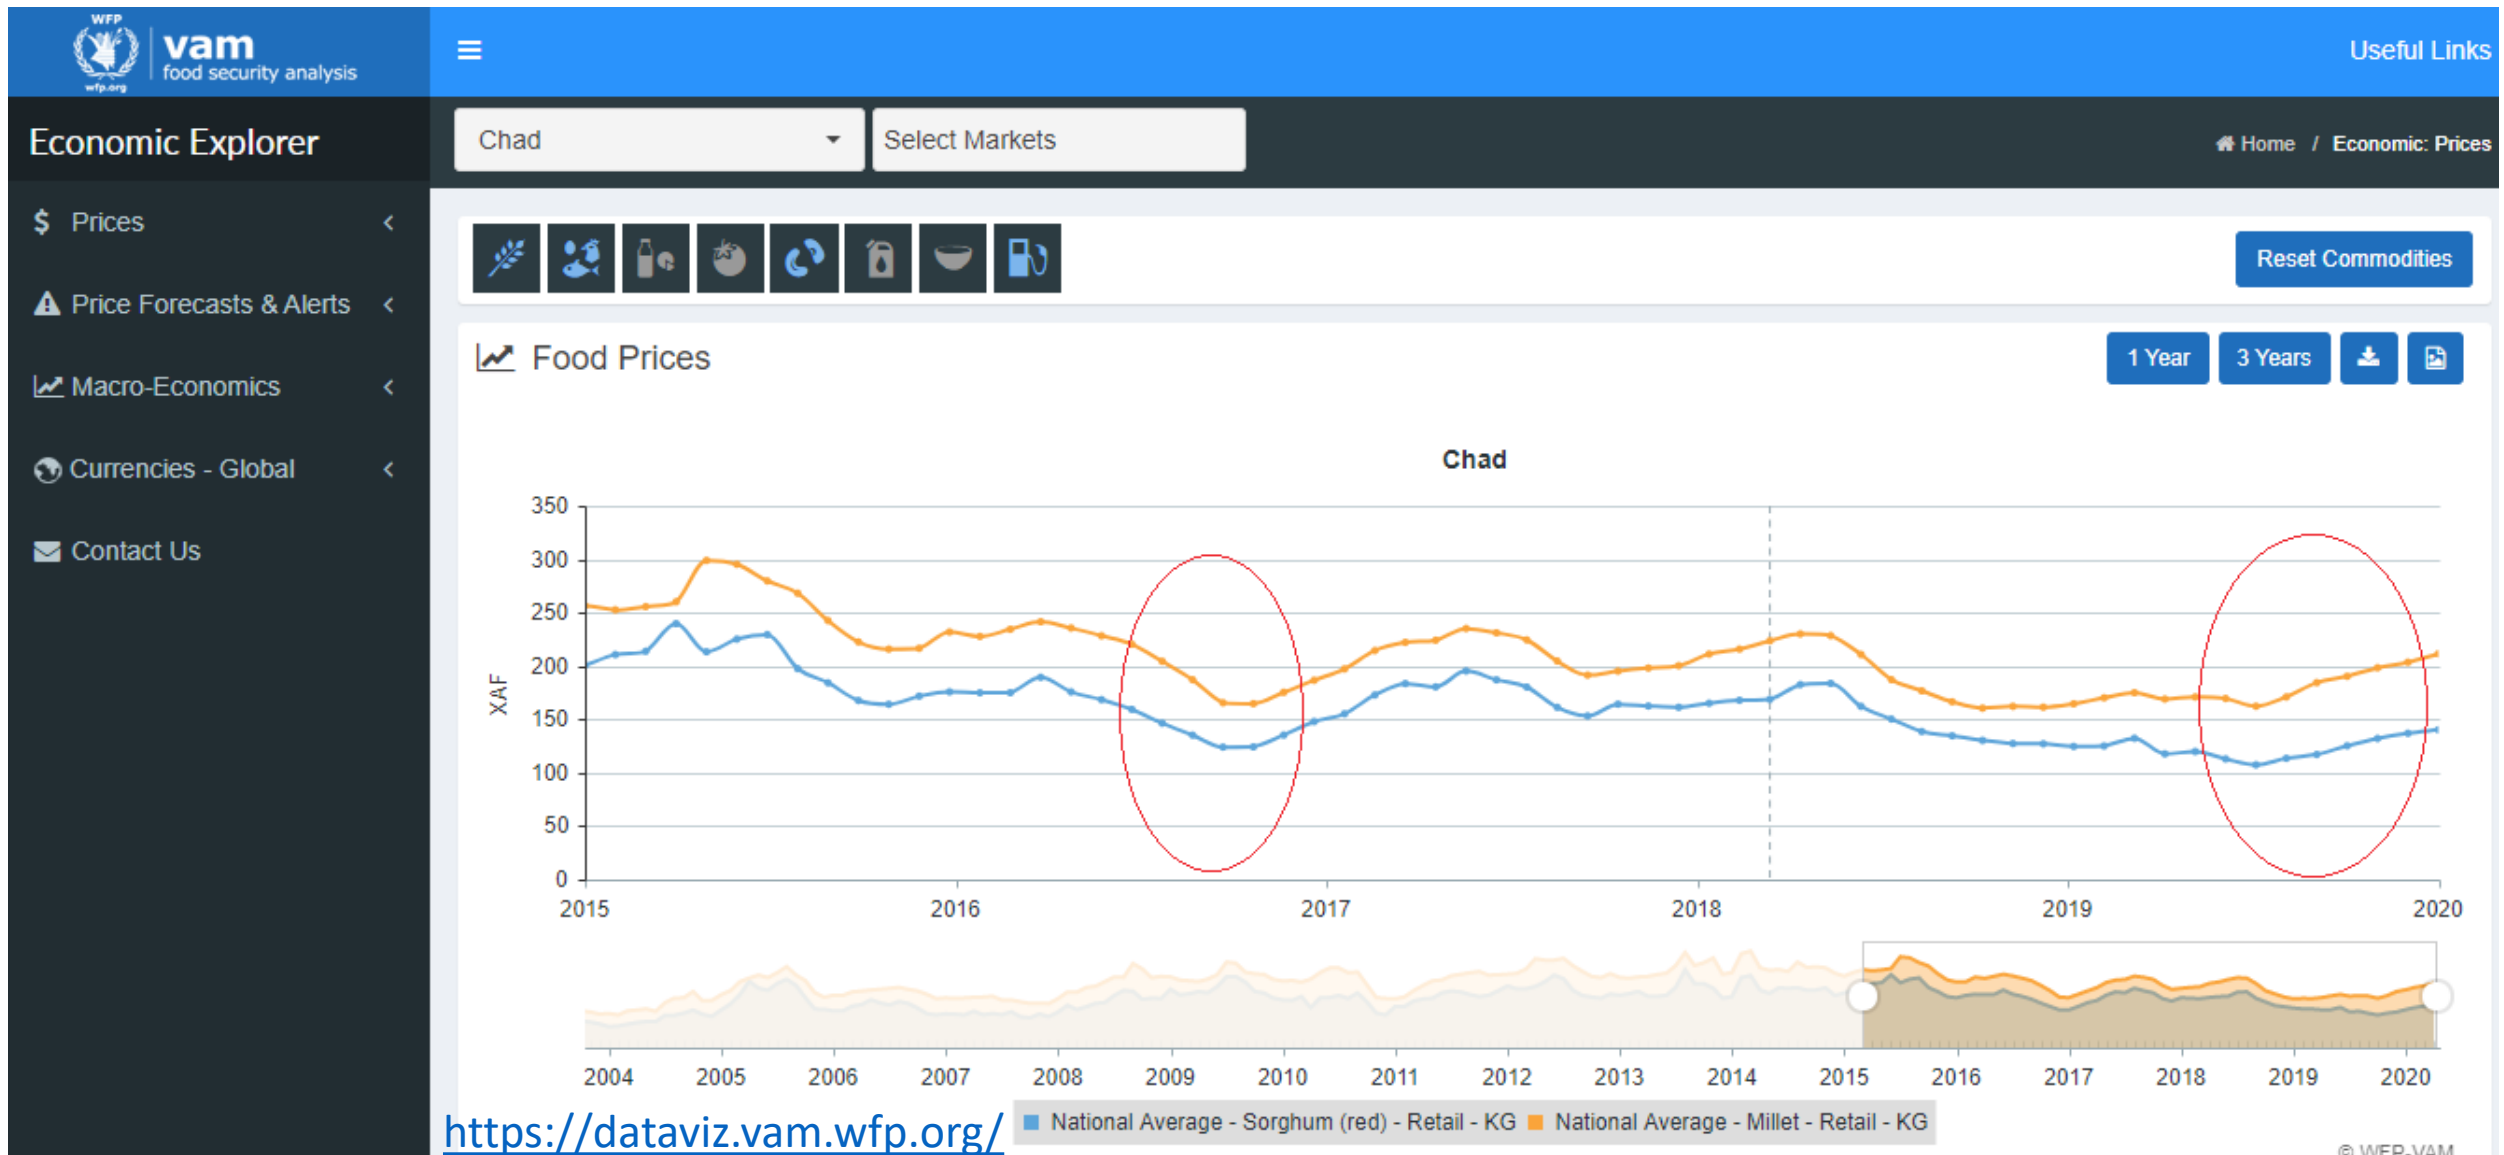 WFP
wfp.org
vam
food security analysis
Useful Links
Economic Explorer
Chad
Select Markets
Home / Economic: Prices
$ Prices
Price Forecasts & Alerts
Macro-Economics
Currencies - Global
Contact Us
Reset Commodities
Food Prices
1 Year
3 Years
Chad
350
300
250
200
150
100
50
0
XAF
2015 2016 2017 2018 2019 2020
2004 2005 2006 2007 2008 2009 2010 2011 2012 2013 2014 2015 2016 2017 2018 2019 2020
https://dataviz.vam.wfp.org/
National Average - Sorghum (red) - Retail - KG National Average - Millet - Retail - KG
© WFP-VAM